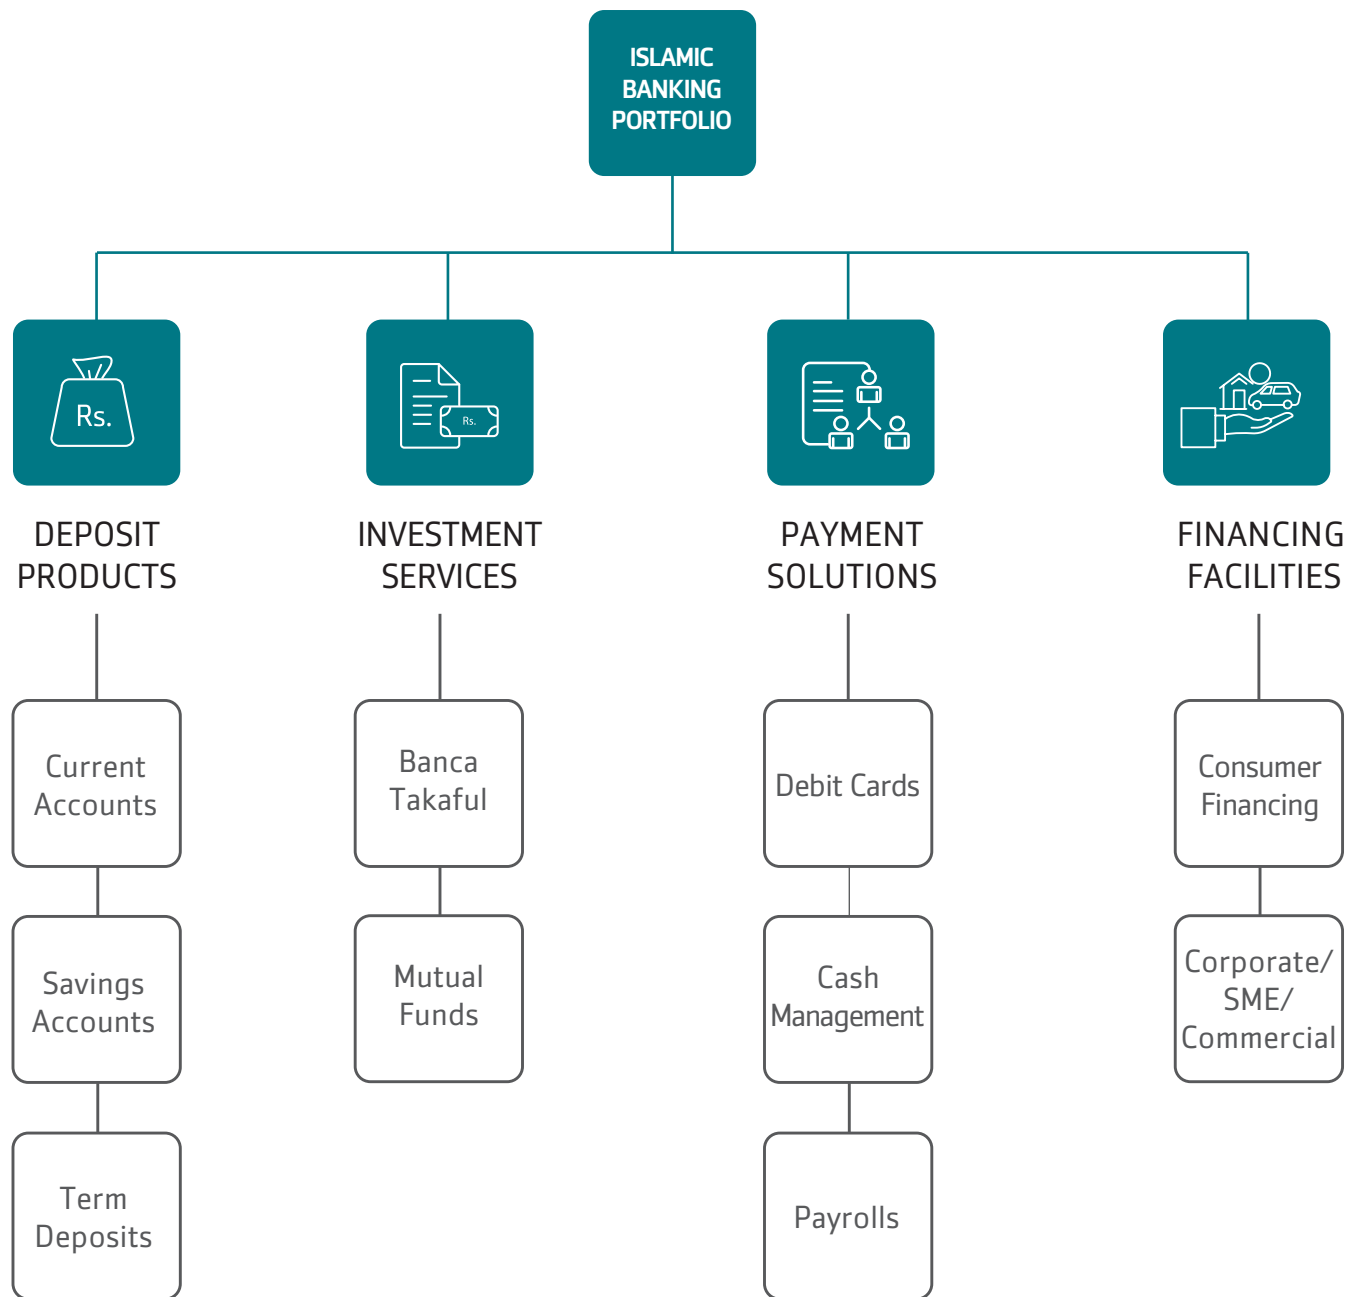 ISLAMIC
BANKING
PORTFOLIO
Rs.
Rs.
DEPOSIT
PRODUCTS
INVESTMENT
SERVICES
PAYMENT
SOLUTIONS
FINANCING
FACILITIES
Current
Accounts
Banca
Takaful
Debit Cards
Consumer
Financing
Savings
Accounts
Mutual
Funds
Cash
Management
Corporate/
SME/
Commercial
Term
Deposits
Payrolls